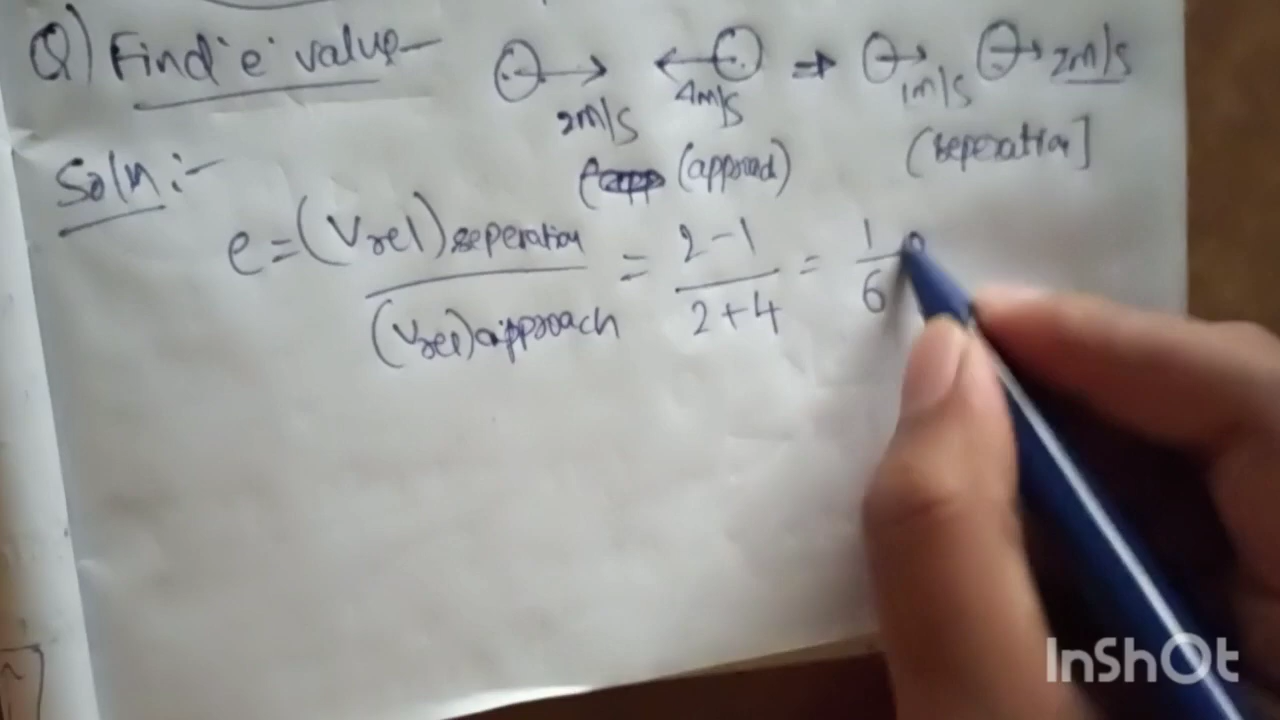 Q) Find 'e' value-
2m/s 4m/s ⇒ 1m/s 2m/s
(approach) (seperation]
Soln:-
e = (Vrel)seperation / (Vrel)approach = 2-1 / 2+4 = 1 / 6
InShOt